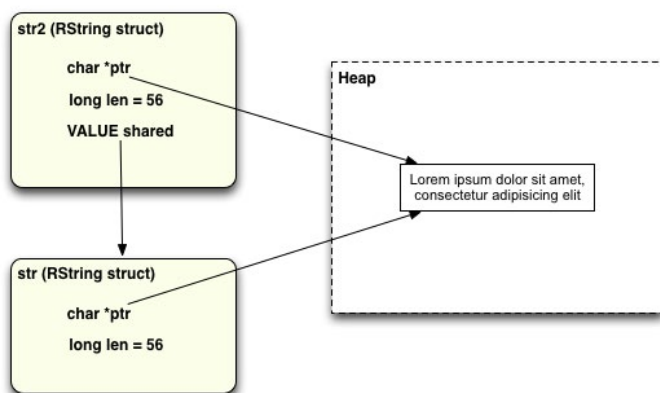 str2 (RString struct)
char *ptr
long len = 56
VALUE shared
Heap
Lorem ipsum dolor sit amet,
consectetur adipisicing elit
str (RString struct)
char *ptr
long len = 56